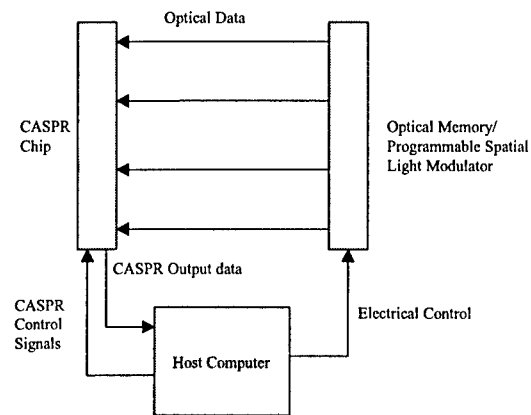 Optical Data
CASPR
Chip
Optical Memory/
Programmable Spatial
Light Modulator
CASPR Output data
CASPR
Control
Signals
Electrical Control
Host Computer